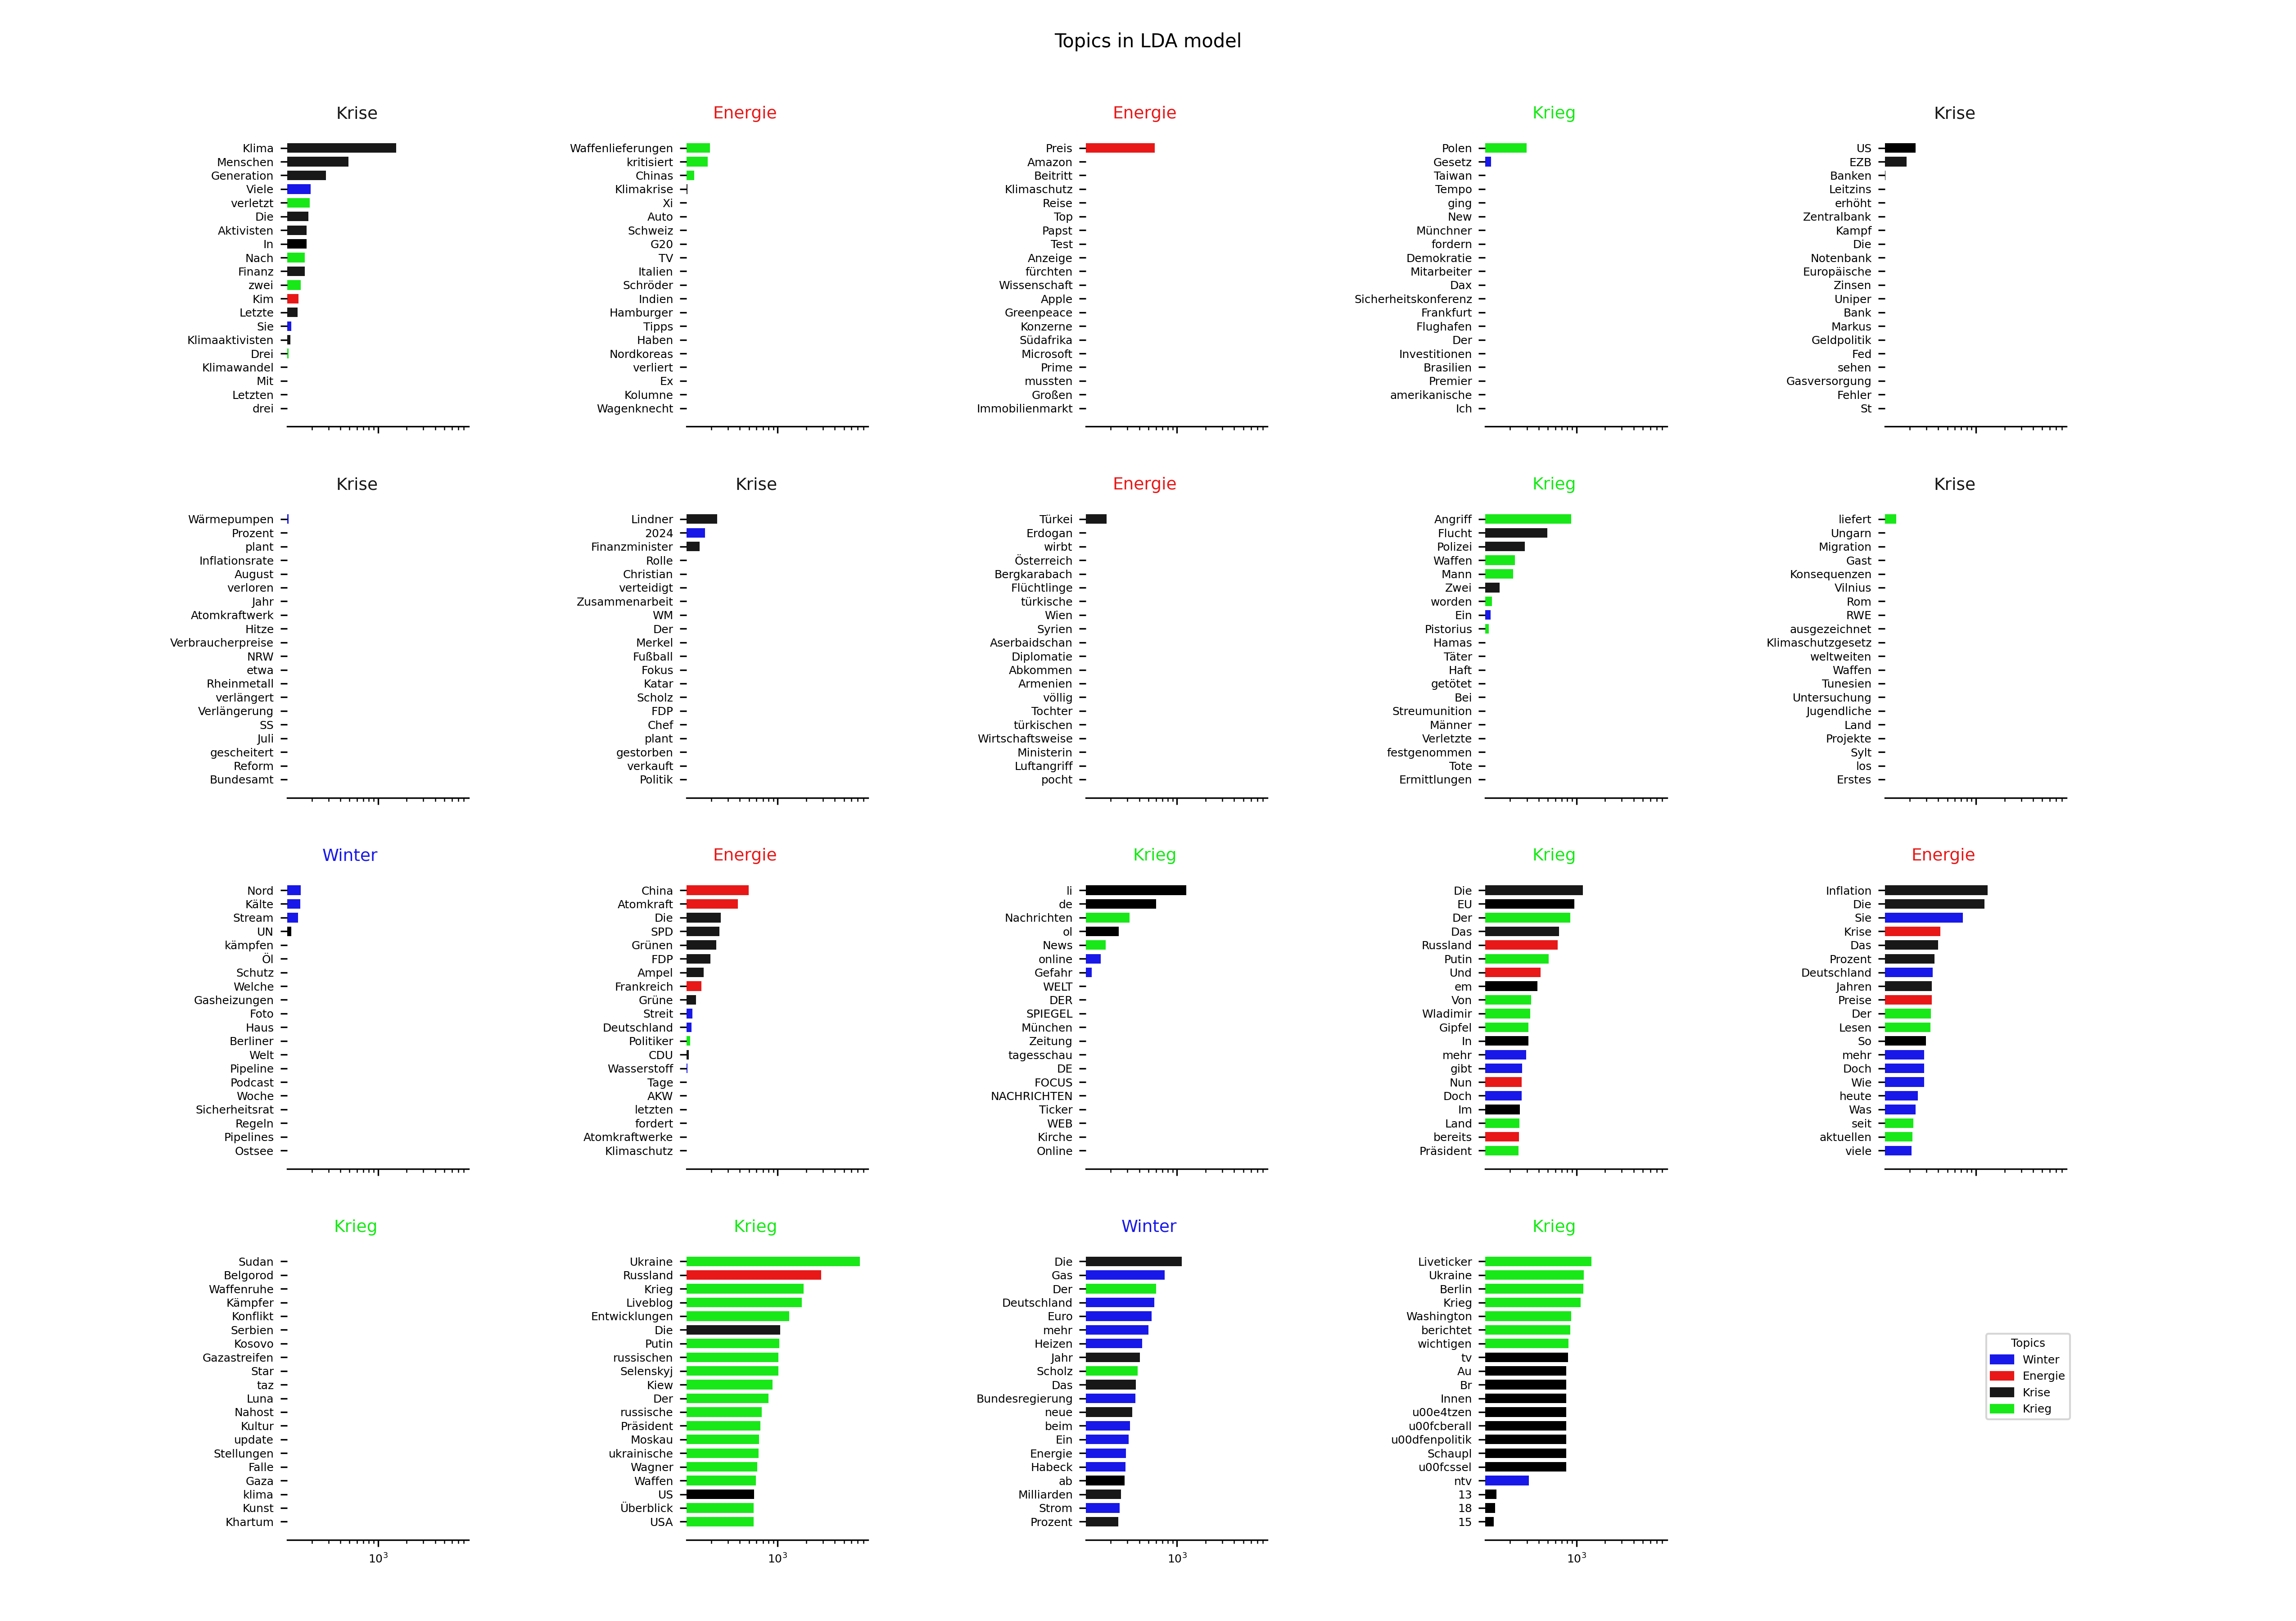 Topics in LDA model
Krise
Klima
Menschen
Generation
Viele
verletzt
Die
Aktivisten
In
Nach
Finanz
zwei
Kim
Letzte
Sie
Klimaaktivisten
Drei
Klimawandel
Mit
Letzten
drei
Energie
Waffenlieferungen
kritisiert
Chinas
Klimakrise
Xi
Auto
Schweiz
G20
TV
Italien
Schröder
Indien
Hamburger
Tipps
Haben
Nordkoreas
verliert
Ex
Kolumne
Wagenknecht
Energie
Preis
Amazon
Beitritt
Klimaschutz
Reise
Top
Papst
Test
Anzeige
fürchten
Wissenschaft
Apple
Greenpeace
Konzerne
Südafrika
Microsoft
Prime
mussten
Großen
Immobilienmarkt
Krieg
Polen
Gesetz
Taiwan
Tempo
ging
New
Münchner
fordern
Demokratie
Mitarbeiter
Dax
Sicherheitskonferenz
Frankfurt
Flughafen
Der
Investitionen
Brasilien
Premier
amerikanische
Ich
Krise
US
EZB
Banken
Leitzins
erhöht
Zentralbank
Kampf
Die
Notenbank
Europäische
Zinsen
Uniper
Bank
Markus
Geldpolitik
Fed
sehen
Gasversorgung
Fehler
St
Krise
Wärmepumpen
Prozent
plant
Inflationsrate
August
verloren
Jahr
Atomkraftwerk
Hitze
Verbraucherpreise
NRW
etwa
Rheinmetall
verlängert
Verlängerung
SS
Juli
gescheitert
Reform
Bundesamt
Krise
Lindner
2024
Finanzminister
Rolle
Christian
verteidigt
Zusammenarbeit
WM
Der
Merkel
Fußball
Fokus
Katar
Scholz
FDP
Chef
plant
gestorben
verkauft
Politik
Energie
Türkei
Erdogan
wirbt
Österreich
Bergkarabach
Flüchtlinge
türkische
Wien
Syrien
Aserbaidschan
Diplomatie
Abkommen
Armenien
völlig
Tochter
türkischen
Wirtschaftsweise
Ministerin
Luftangriff
pocht
Krieg
Angriff
Flucht
Polizei
Waffen
Mann
Zwei
worden
Ein
Pistorius
Hamas
Täter
Haft
getötet
Bei
Streumunition
Männer
Verletzte
festgenommen
Tote
Ermittlungen
Krise
liefert
Ungarn
Migration
Gast
Konsequenzen
Vilnius
Rom
RWE
ausgezeichnet
Klimaschutzgesetz
weltweiten
Waffen
Tunesien
Untersuchung
Jugendliche
Land
Projekte
Sylt
los
Erstes
Winter
Nord
Kälte
Stream
UN
kämpfen
Öl
Schutz
Welche
Gasheizungen
Foto
Haus
Berliner
Welt
Pipeline
Podcast
Woche
Sicherheitsrat
Regeln
Pipelines
Ostsee
Energie
China
Atomkraft
Die
SPD
Grünen
FDP
Ampel
Frankreich
Grüne
Streit
Deutschland
Politiker
CDU
Wasserstoff
Tage
AKW
letzten
fordert
Atomkraftwerke
Klimaschutz
Krieg
li
de
Nachrichten
ol
News
online
Gefahr
WELT
DER
SPIEGEL
München
Zeitung
tagesschau
DE
FOCUS
NACHRICHTEN
Ticker
WEB
Kirche
Online
Krieg
Die
EU
Der
Das
Russland
Putin
Und
em
Von
Wladimir
Gipfel
In
mehr
gibt
Nun
Doch
Im
Land
bereits
Präsident
Energie
Inflation
Die
Sie
Krise
Das
Prozent
Deutschland
Jahren
Preise
Der
Lesen
So
mehr
Doch
Wie
heute
Was
seit
aktuellen
viele
Krieg
Sudan
Belgorod
Waffenruhe
Kämpfer
Konflikt
Serbien
Kosovo
Gazastreifen
Star
taz
Luna
Nahost
Kultur
update
Stellungen
Falle
Gaza
klima
Kunst
Khartum
10³
Krieg
Ukraine
Russland
Krieg
Liveblog
Entwicklungen
Die
Putin
russischen
Selenskyj
Kiew
Der
russische
Präsident
Moskau
ukrainische
Wagner
Waffen
US
Überblick
USA
10³
Winter
Die
Gas
Der
Deutschland
Euro
mehr
Heizen
Jahr
Scholz
Das
Bundesregierung
neue
beim
Ein
Energie
Habeck
ab
Milliarden
Strom
Prozent
10³
Krieg
Liveticker
Ukraine
Berlin
Krieg
Washington
berichtet
wichtigen
tv
Au
Br
Innen
u00e4tzen
u00fcberall
u00dfenpolitik
Schaupl
u00fcssel
ntv
13
18
15
10³
Topics
Winter
Energie
Krise
Krieg